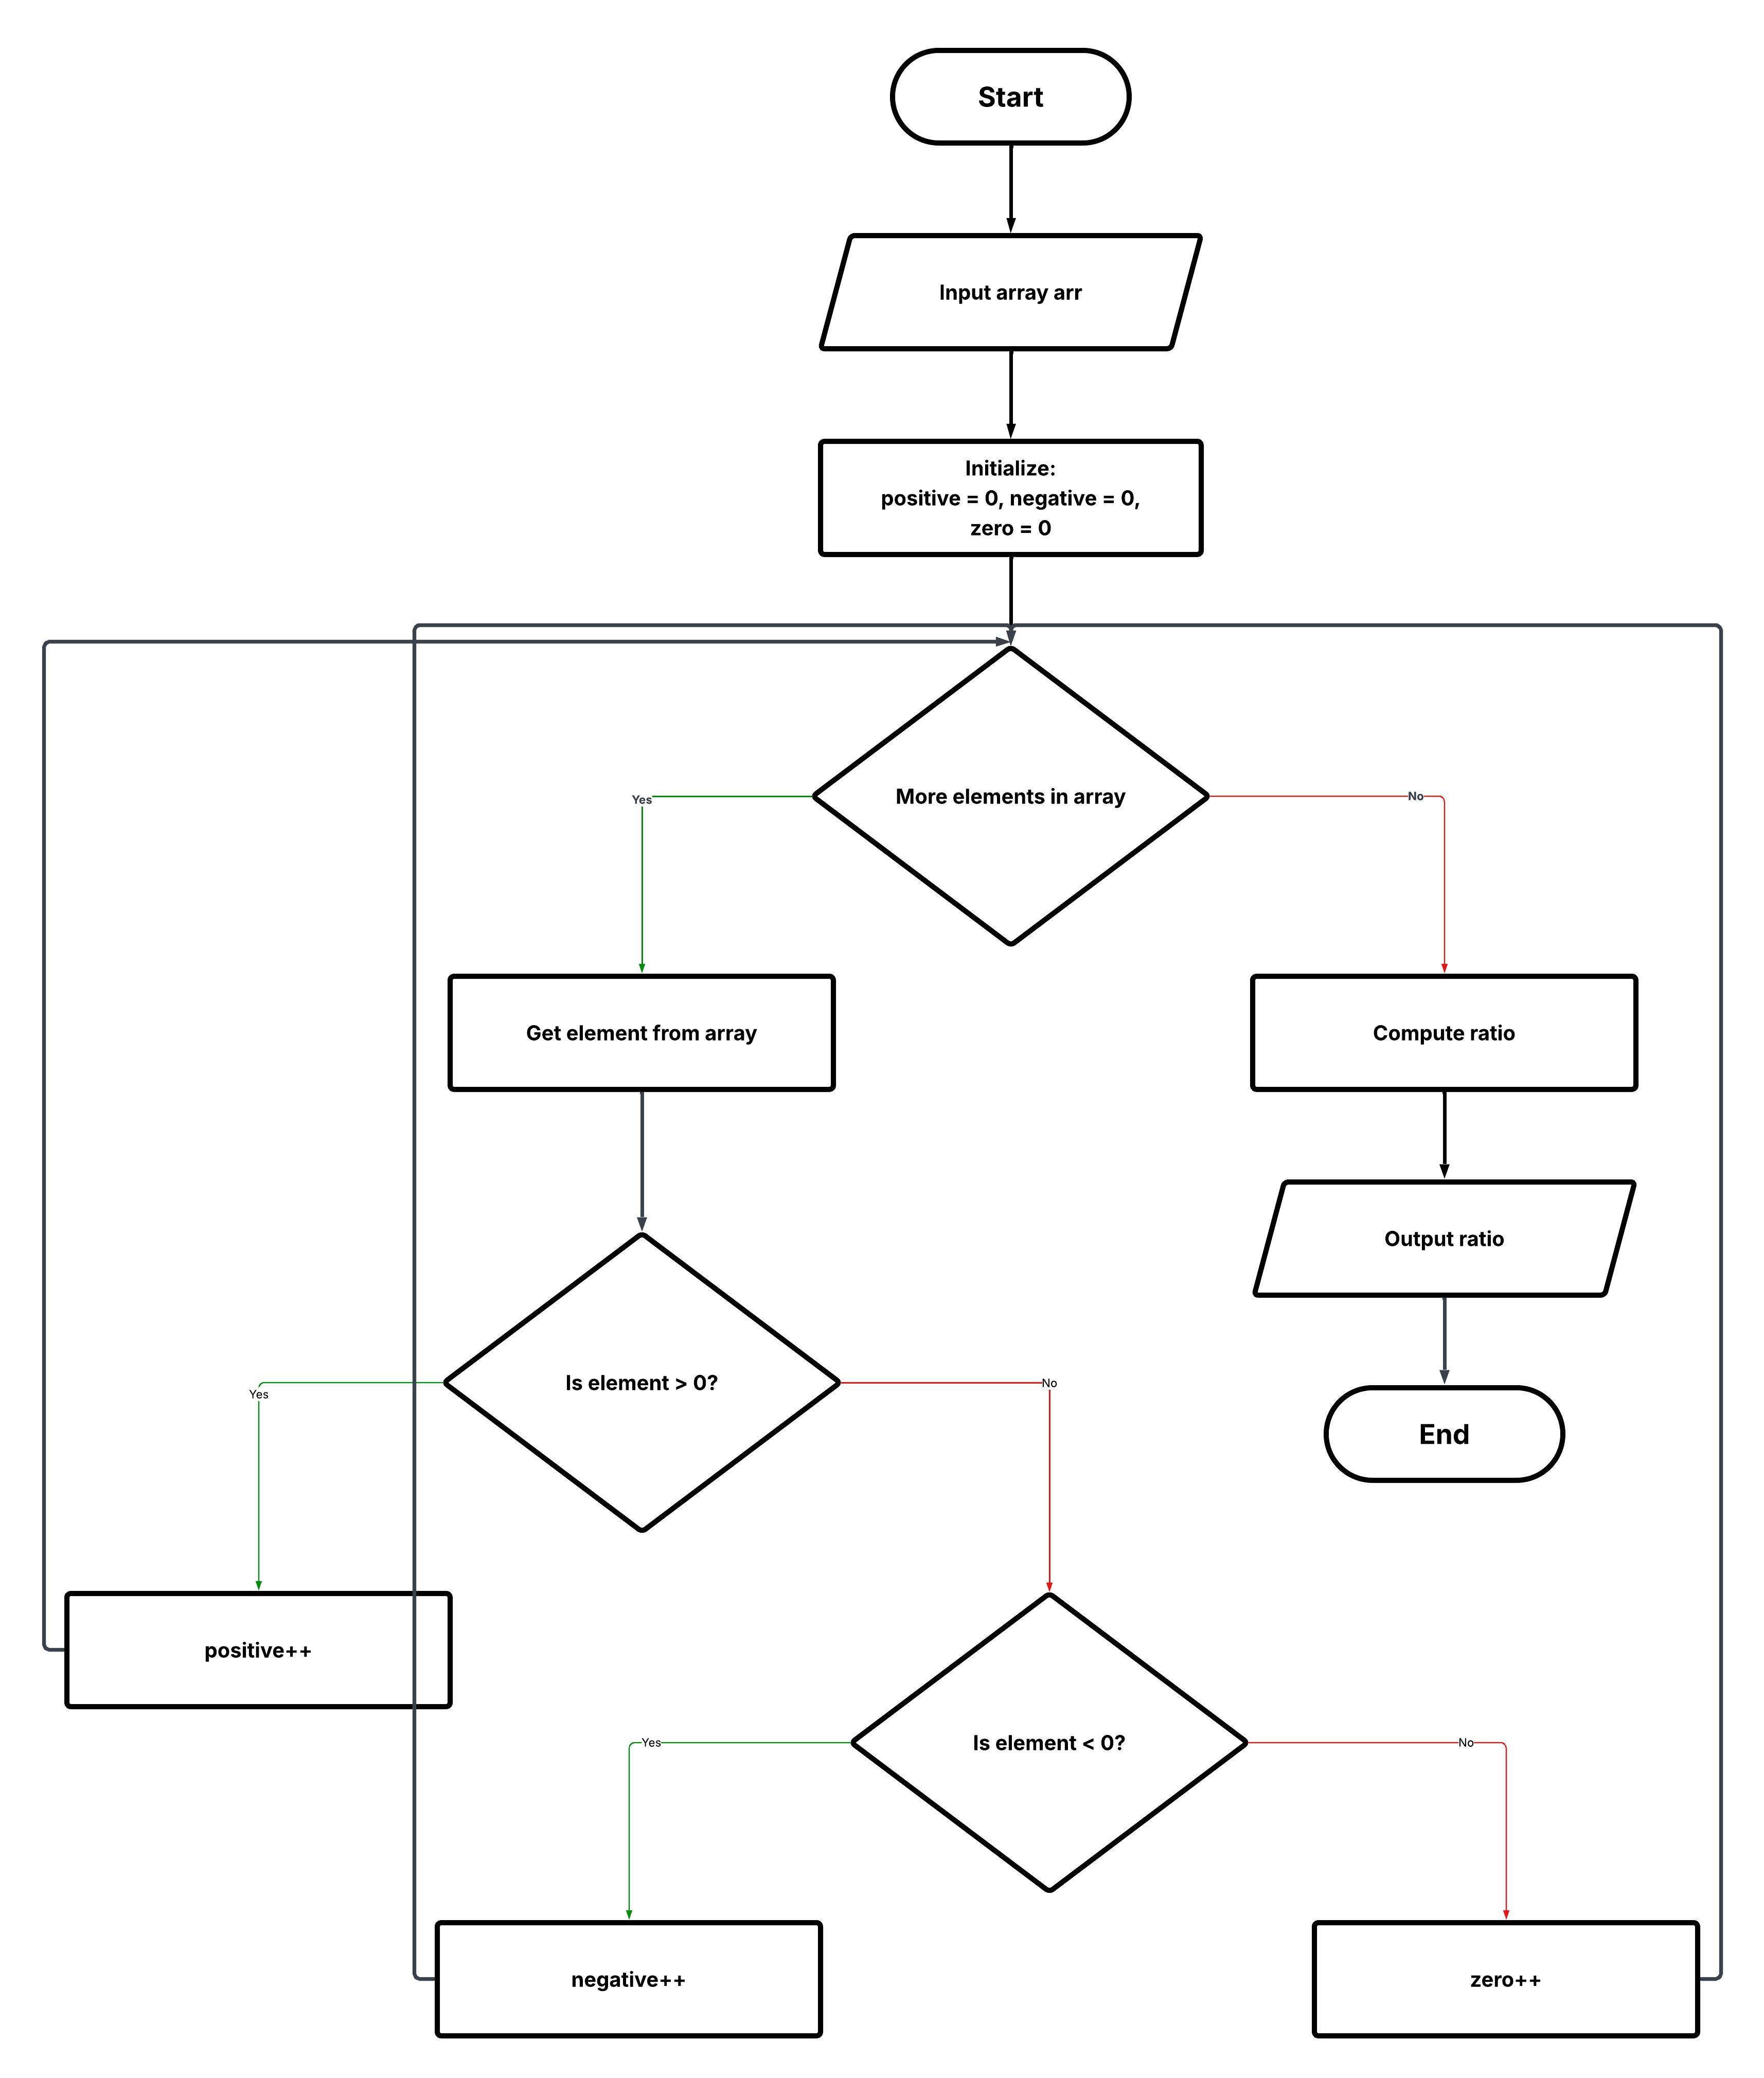 Start
Input array arr
Initialize:
positive = 0, negative = 0,
zero = 0
More elements in array
Yes
No
Get element from array
Compute ratio
Output ratio
Is element > 0?
Yes
No
End
positive++
Is element < 0?
Yes
No
negative++
zero++